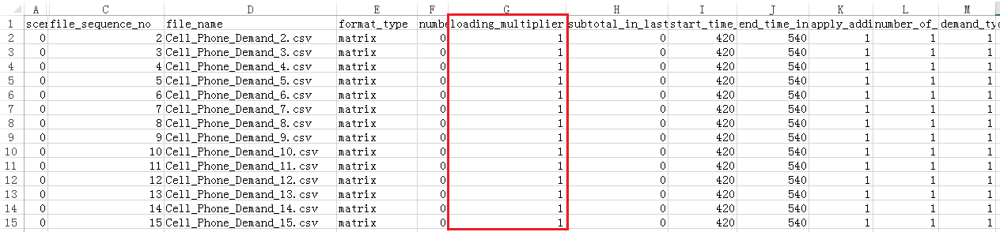 A C D E F G H I J K L M
1 scen file_sequence_no file_name format_type numbe loading_multiplier subtotal_in_last start_time_ end_time_in apply_addi number_of_ demand_ty
2 0 2 Cell_Phone_Demand_2.csv matrix 0 1 0 420 540 1 1 1
3 0 3 Cell_Phone_Demand_3.csv matrix 0 1 0 420 540 1 1 1
4 0 4 Cell_Phone_Demand_4.csv matrix 0 1 0 420 540 1 1 1
5 0 5 Cell_Phone_Demand_5.csv matrix 0 1 0 420 540 1 1 1
6 0 6 Cell_Phone_Demand_6.csv matrix 0 1 0 420 540 1 1 1
7 0 7 Cell_Phone_Demand_7.csv matrix 0 1 0 420 540 1 1 1
8 0 8 Cell_Phone_Demand_8.csv matrix 0 1 0 420 540 1 1 1
9 0 9 Cell_Phone_Demand_9.csv matrix 0 1 0 420 540 1 1 1
10 0 10 Cell_Phone_Demand_10.csv matrix 0 1 0 420 540 1 1 1
11 0 11 Cell_Phone_Demand_11.csv matrix 0 1 0 420 540 1 1 1
12 0 12 Cell_Phone_Demand_12.csv matrix 0 1 0 420 540 1 1 1
13 0 13 Cell_Phone_Demand_13.csv matrix 0 1 0 420 540 1 1 1
14 0 14 Cell_Phone_Demand_14.csv matrix 0 1 0 420 540 1 1 1
15 0 15 Cell_Phone_Demand_15.csv matrix 0 1 0 420 540 1 1 1